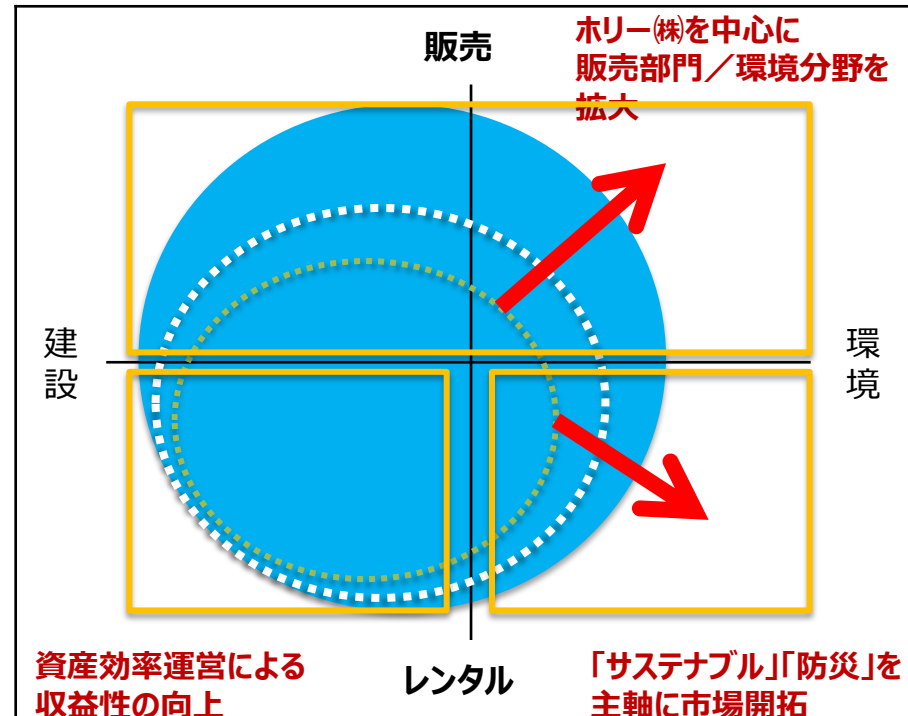 販売
ホリー㈱を中心に
販売部門／環境分野を
拡大
建設
環境
資産効率運営による
収益性の向上
レンタル
「サステナブル」「防災」を
主軸に市場開拓